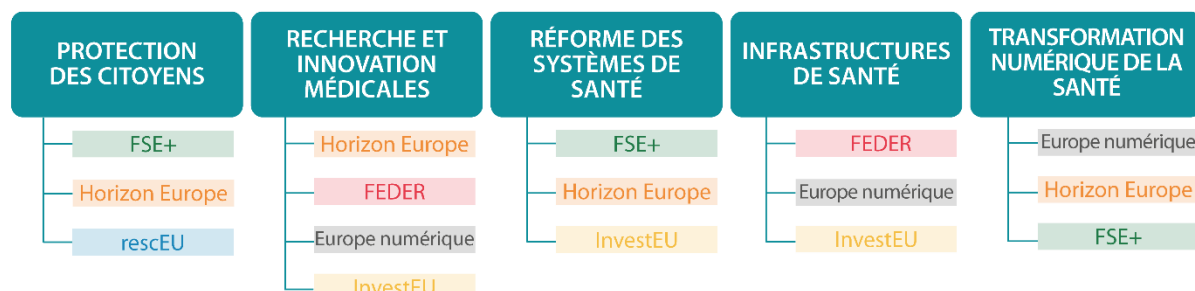 PROTECTION
DES CITOYENS
FSE+
Horizon Europe
rescEU
RECHERCHE ET
INNOVATION
MÉDICALES
Horizon Europe
FEDER
Europe numérique
InvestEU
RÉFORME DES
SYSTÈMES DE
SANTÉ
FSE+
Horizon Europe
InvestEU
INFRASTRUCTURES
DE SANTÉ
FEDER
Europe numérique
InvestEU
TRANSFORMATION
NUMÉRIQUE DE LA
SANTÉ
Europe numérique
Horizon Europe
FSE+